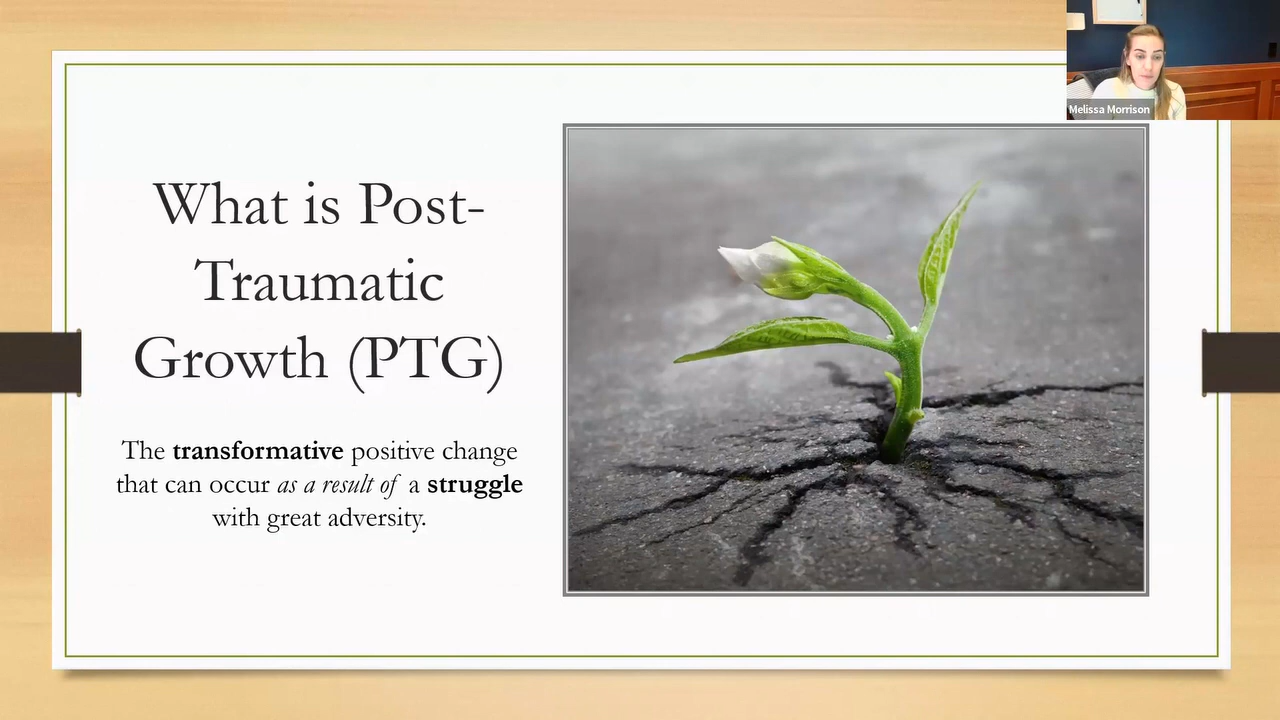 Melissa Morrison
What is Post-
Traumatic
Growth (PTG)
The transformative positive change
that can occur as a result of a struggle
with great adversity.